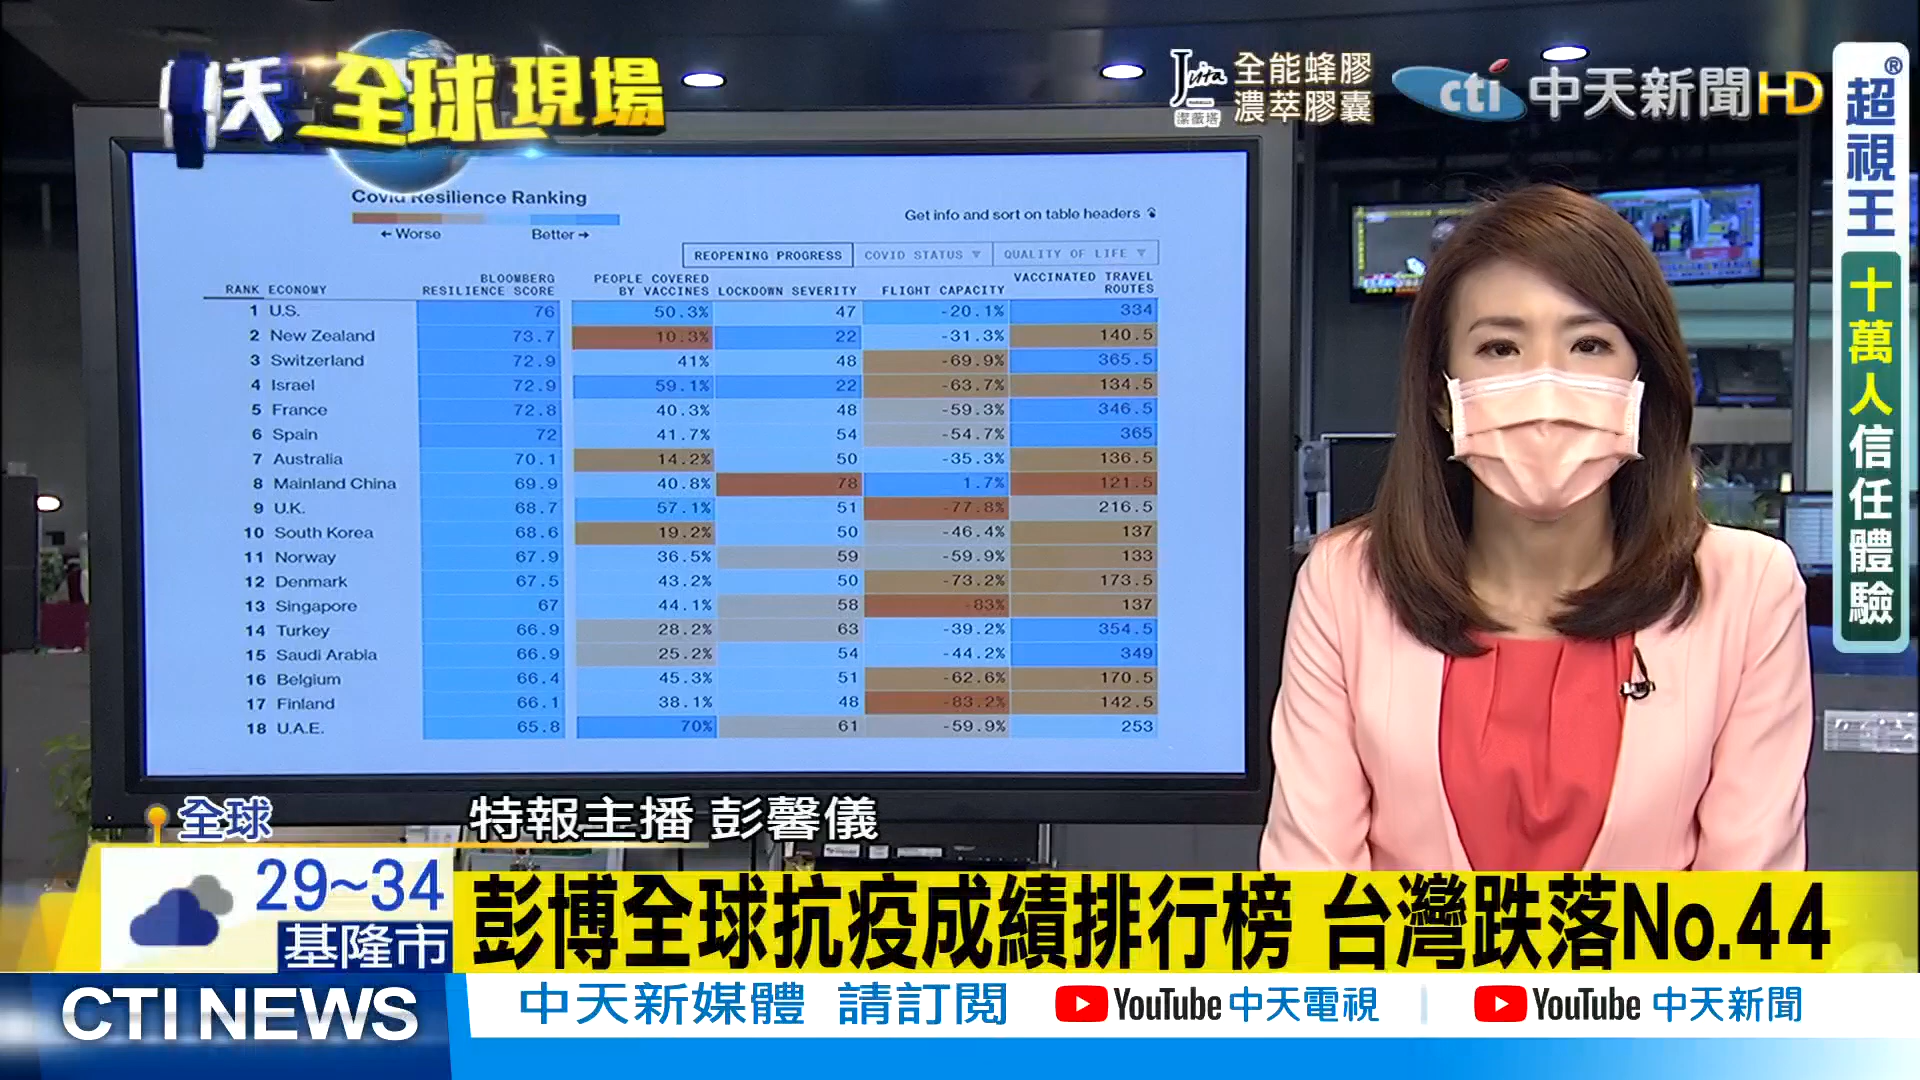 中天 全球現場
Jvita 全能蜂膠
潔薇塔 濃萃膠囊
cti 中天新聞HD
超視王®
十萬人信任體驗
Covid Resilience Ranking
← Worse Better →
Get info and sort on table headers
REOPENING PROGRESS COVID STATUS ▼ QUALITY OF LIFE ▼
RANK ECONOMY BLOOMBERG RESILIENCE SCORE PEOPLE COVERED BY VACCINES LOCKDOWN SEVERITY FLIGHT CAPACITY VACCINATED TRAVEL ROUTES
1 U.S. 76 50.3% 47 -20.1% 334
2 New Zealand 73.7 10.3% 22 -31.3% 140.5
3 Switzerland 72.9 41% 48 -69.9% 365.5
4 Israel 72.9 59.1% 22 -63.7% 134.5
5 France 72.8 40.3% 48 -59.3% 346.5
6 Spain 72 41.7% 54 -54.7% 365
7 Australia 70.1 14.2% 50 -35.3% 136.5
8 Mainland China 69.9 40.8% 78 1.7% 121.5
9 U.K. 68.7 57.1% 51 -77.8% 216.5
10 South Korea 68.6 19.2% 50 -46.4% 137
11 Norway 67.9 36.5% 59 -59.9% 133
12 Denmark 67.5 43.2% 50 -73.2% 173.5
13 Singapore 67 44.1% 58 -83% 137
14 Turkey 66.9 28.2% 63 -39.2% 354.5
15 Saudi Arabia 66.9 25.2% 54 -44.2% 349
16 Belgium 66.4 45.3% 51 -62.6% 170.5
17 Finland 66.1 38.1% 48 -83.2% 142.5
18 U.A.E. 65.8 70% 61 -59.9% 253
全球
特報主播 彭馨儀
29~34
基隆市
彭博全球抗疫成績排行榜 台灣跌落No.44
CTI NEWS
中天新媒體 請訂閱 YouTube 中天電視 | YouTube 中天新聞